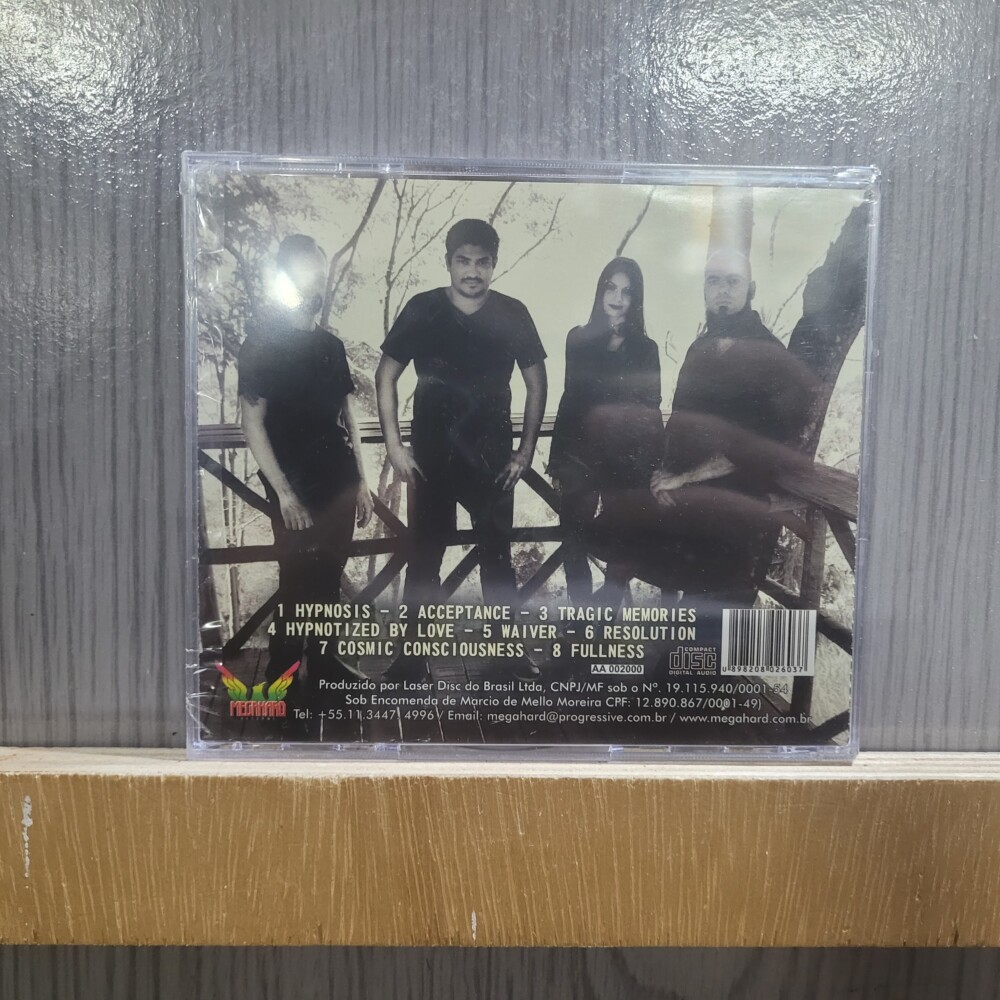 1 HYPNOSIS - 2 ACCEPTANCE - 3 TRAGIC MEMORIES
4 HYPNOTIZED BY LOVE - 5 WAIVER - 6 RESOLUTION
7 COSMIC CONSCIOUSNESS - 8 FULLNESS
AA 002000
COMPACT
disc
DIGITAL AUDIO
7 898208 026037
MEGAHARD
Produzido por Laser Disc do Brasil Ltda, CNPJ/MF sob o Nº. 19.115.940/0001-54
Sob Encomenda de Marcio de Mello Moreira CPF: 12.890.867/0001-49)
Tel: +55.11.3447 4996 / Email: megahard@progressive.com.br / www.megahard.com.br